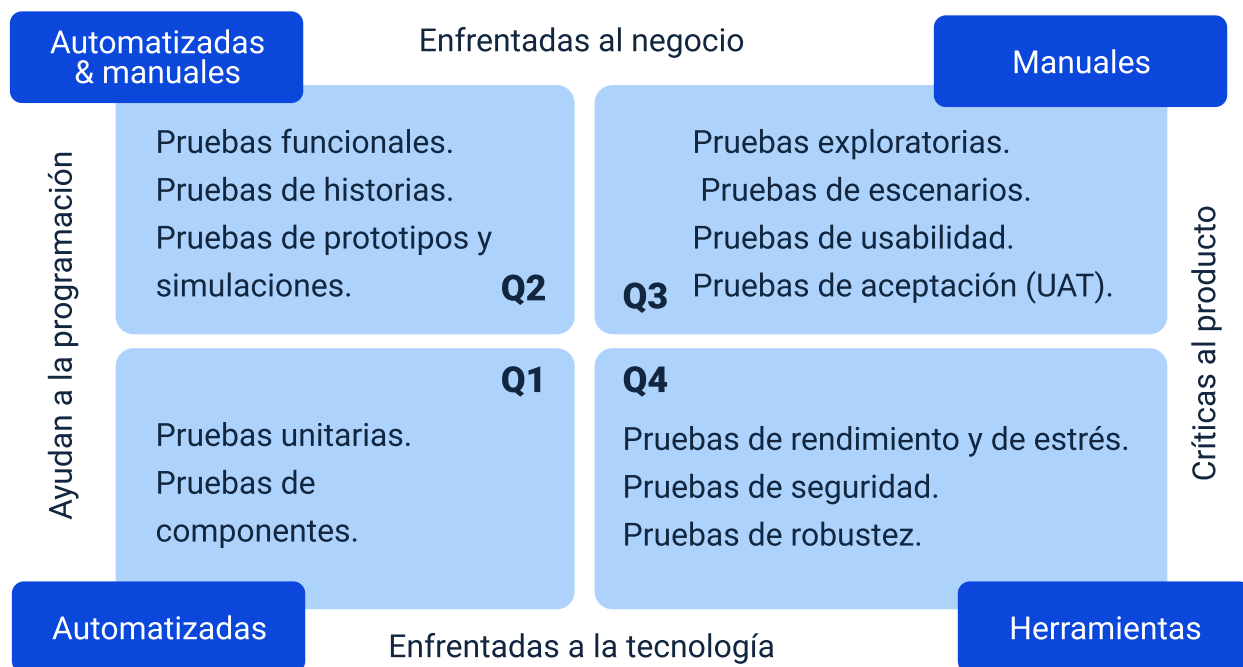 Automatizadas
& manuales
Enfrentadas al negocio
Manuales
Ayudan a la programación
Pruebas funcionales.
Pruebas de historias.
Pruebas de prototipos y
simulaciones.
Q2
Pruebas exploratorias.
Pruebas de escenarios.
Pruebas de usabilidad.
Q3
Pruebas de aceptación (UAT).
Críticas al producto
Q1
Pruebas unitarias.
Pruebas de
componentes.
Q4
Pruebas de rendimiento y de estrés.
Pruebas de seguridad.
Pruebas de robustez.
Automatizadas
Enfrentadas a la tecnología
Herramientas